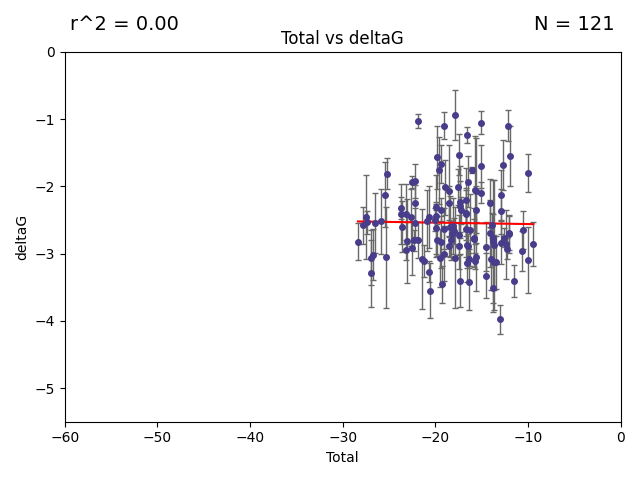 r^2 = 0.00
N = 121
Total vs deltaG
0
−1
−2
−3
−4
−5
deltaG
−60 −50 −40 −30 −20 −10 0
Total